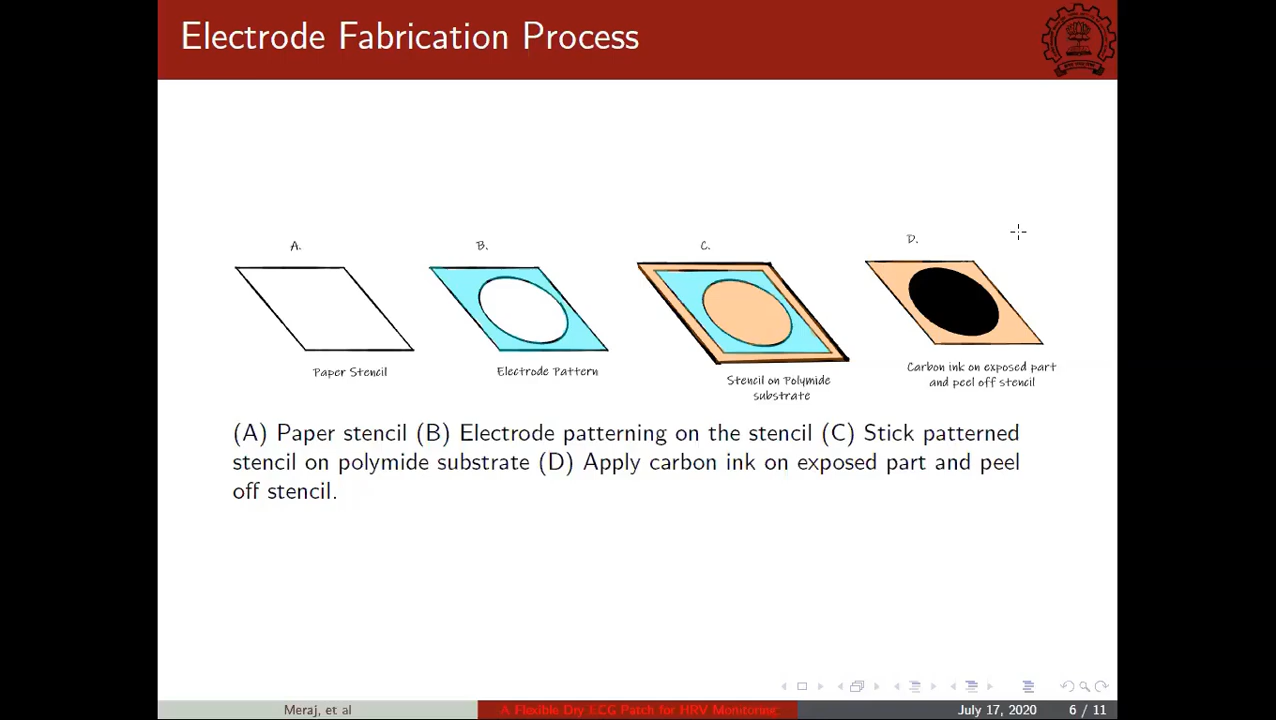 Electrode Fabrication Process
A.
B.
C.
D.
Paper Stencil
Electrode Pattern
Stencil on Polymide
substrate
Carbon ink on exposed part
and peel off stencil
(A) Paper stencil (B) Electrode patterning on the stencil (C) Stick patterned
stencil on polymide substrate (D) Apply carbon ink on exposed part and peel
off stencil.
Meraj, et al
A Flexible Dry ECG Patch for HRV Monitoring
July 17, 2020
6 / 11